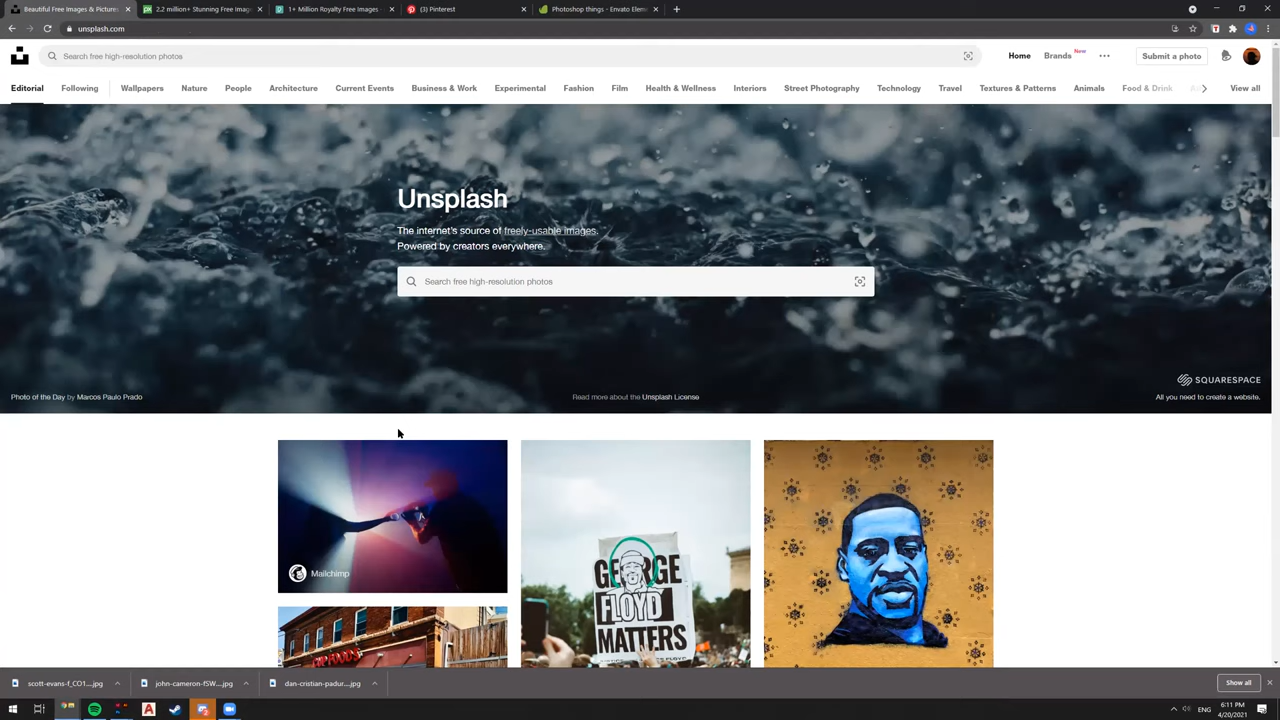 Beautiful Free Images & Pictures
2.2 million+ Stunning Free Image
1+ Million Royalty Free Images
(3) Pinterest
Photoshop things - Envato Elem
unsplash.com
Search free high-resolution photos
Home
Brands
New
Submit a photo
Editorial
Following
Wallpapers
Nature
People
Architecture
Current Events
Business & Work
Experimental
Fashion
Film
Health & Wellness
Interiors
Street Photography
Technology
Travel
Textures & Patterns
Animals
Food & Drink
View all
Unsplash
The internet's source of freely-usable images.
Powered by creators everywhere.
Search free high-resolution photos
SQUARESPACE
Photo of the Day by Marcos Paulo Prado
Read more about the Unsplash License
All you need to create a website.
Mailchimp
GEORGE
FLOYD
MATTERS
scott-evans-f_CO1....jpg
john-cameron-fSW....jpg
dan-cristian-padur....jpg
Show all
ENG
6:11 PM
4/20/2021